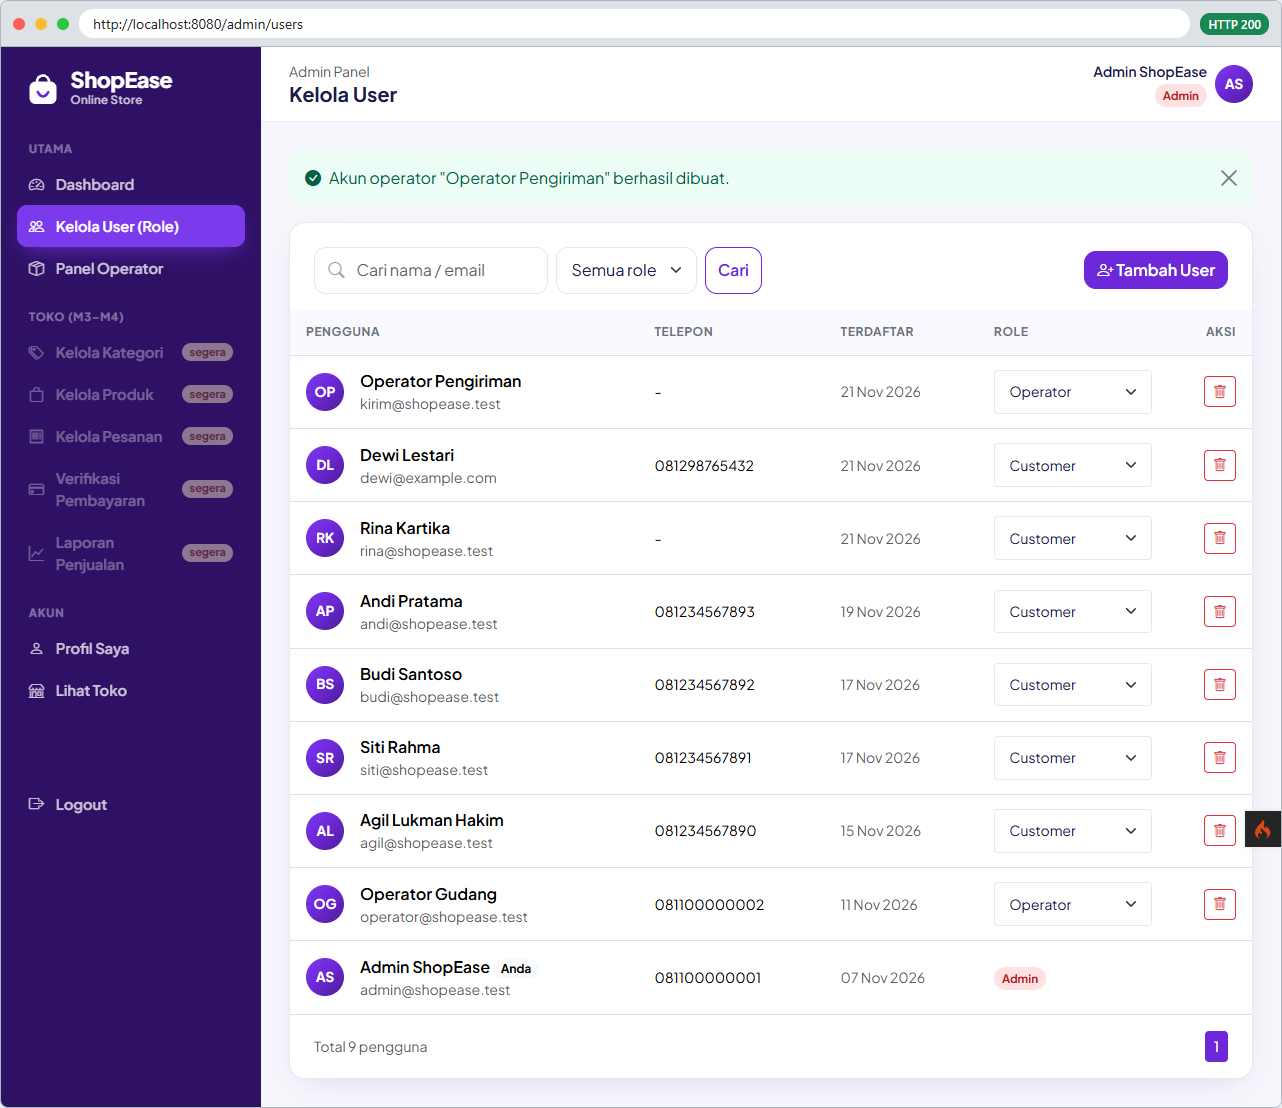 http://localhost:8080/admin/users
HTTP 200
ShopEase
Online Store
UTAMA
Dashboard
Kelola User (Role)
Panel Operator
TOKO (M3–M4)
Kelola Kategori segera
Kelola Produk segera
Kelola Pesanan segera
Verifikasi
Pembayaran
segera
Laporan
Penjualan
segera
AKUN
Profil Saya
Lihat Toko
Logout
Admin Panel
Kelola User
Admin ShopEase
Admin
AS
Akun operator "Operator Pengiriman" berhasil dibuat.
Cari nama / email
Semua role
Cari
Tambah User
PENGGUNA TELEPON TERDAFTAR ROLE AKSI
OP Operator Pengiriman
kirim@shopease.test
- 21 Nov 2026 Operator
DL Dewi Lestari
dewi@example.com
081298765432 21 Nov 2026 Customer
RK Rina Kartika
rina@shopease.test
- 21 Nov 2026 Customer
AP Andi Pratama
andi@shopease.test
081234567893 19 Nov 2026 Customer
BS Budi Santoso
budi@shopease.test
081234567892 17 Nov 2026 Customer
SR Siti Rahma
siti@shopease.test
081234567891 17 Nov 2026 Customer
AL Agil Lukman Hakim
agil@shopease.test
081234567890 15 Nov 2026 Customer
OG Operator Gudang
operator@shopease.test
081100000002 11 Nov 2026 Operator
AS Admin ShopEase Anda
admin@shopease.test
081100000001 07 Nov 2026 Admin
Total 9 pengguna
1